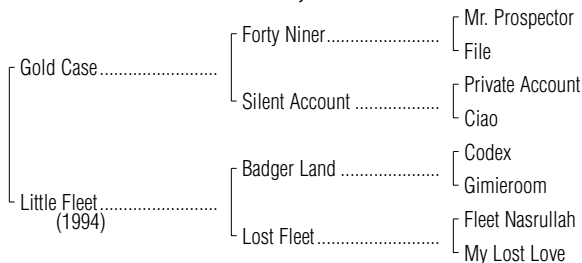 Mr. Prospector
Forty Niner........................
File
Gold Case.........................
Private Account
Silent Account ..................
Ciao
Codex
Badger Land .....................
Gimieroom
Little Fleet.........................
(1994)
Fleet Nasrullah
Lost Fleet..........................
My Lost Love